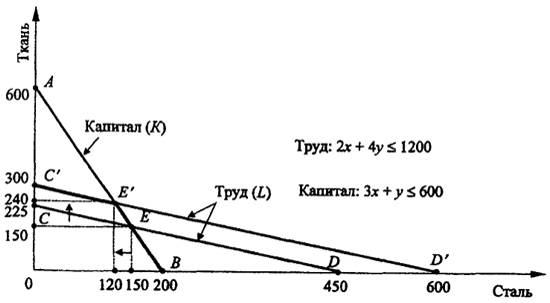 Ткань
A
600
Капитал (K)
Труд: 2x + 4y ≤ 1200
C'
300
E'
Труд (L)
Капитал: 3x + y ≤ 600
240
225
C
E
150
B
D
D'
0
120 150 200
450
600
Сталь